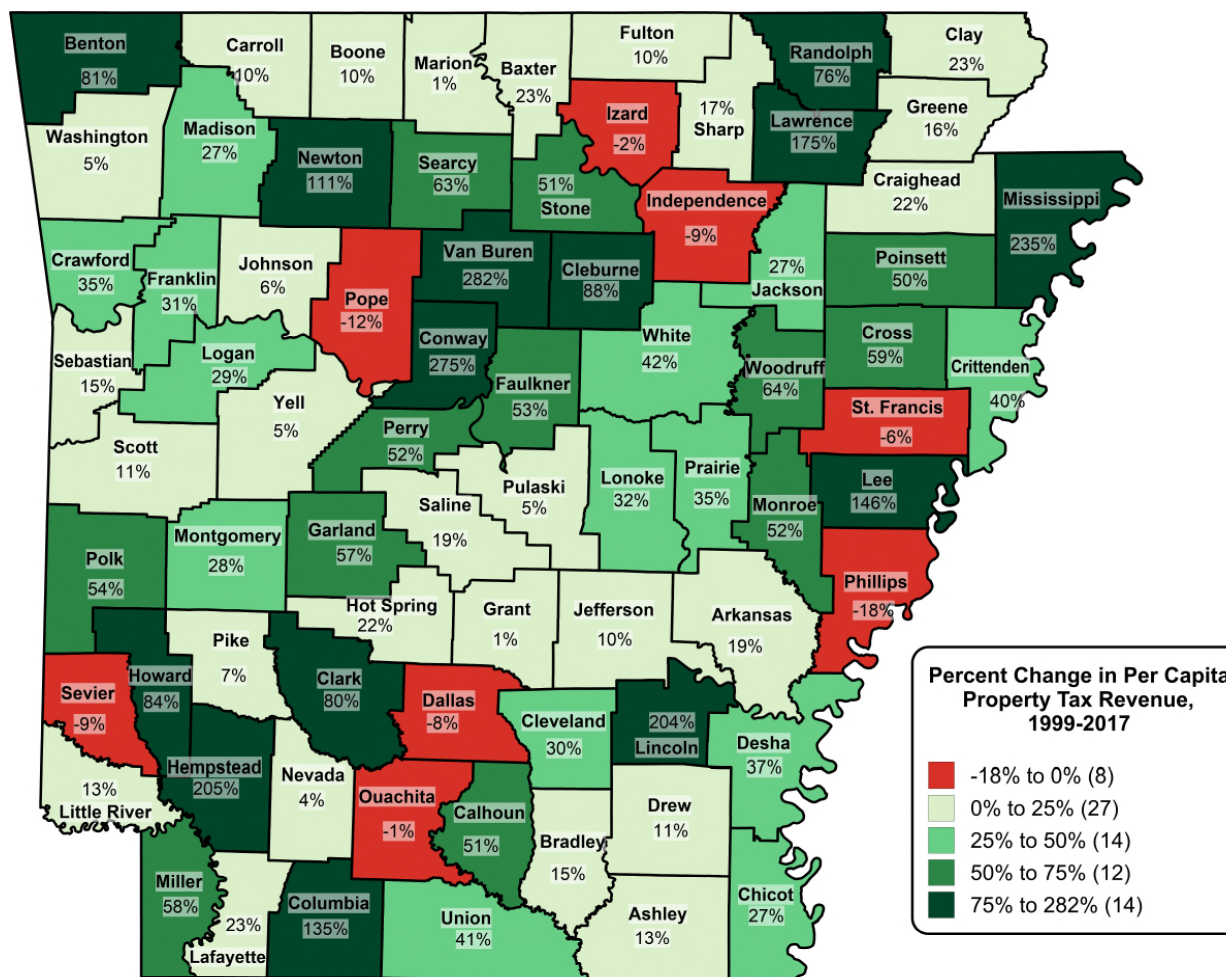 Benton
81%
Carroll
10%
Boone
10%
Marion
1%
Baxter
23%
Fulton
10%
Izard
-2%
17%
Sharp
Randolph
76%
Clay
23%
Lawrence
175%
Greene
16%
Washington
5%
Madison
27%
Newton
111%
Searcy
63%
51%
Stone
Independence
-9%
Craighead
22%
Mississippi
235%
Crawford
35%
Franklin
31%
Johnson
6%
Pope
-12%
Van Buren
282%
Cleburne
88%
27%
Jackson
Poinsett
50%
Sebastian
15%
Logan
29%
Conway
275%
White
42%
Woodruff
64%
Cross
59%
Crittenden
40%
Yell
5%
Faulkner
53%
St. Francis
-6%
Scott
11%
Perry
52%
Pulaski
5%
Lonoke
32%
Prairie
35%
Monroe
52%
Lee
146%
Saline
19%
Polk
54%
Montgomery
28%
Garland
57%
Phillips
-18%
Hot Spring
22%
Grant
1%
Jefferson
10%
Arkansas
19%
Pike
7%
Sevier
-9%
Howard
84%
Clark
80%
Dallas
-8%
Cleveland
30%
204%
Lincoln
Desha
37%
13%
Little River
Hempstead
205%
Nevada
4%
Ouachita
-1%
Calhoun
51%
Bradley
15%
Drew
11%
Miller
58%
23%
Lafayette
Columbia
135%
Union
41%
Ashley
13%
Chicot
27%
Percent Change in Per Capita
Property Tax Revenue,
1999-2017
-18% to 0% (8)
0% to 25% (27)
25% to 50% (14)
50% to 75% (12)
75% to 282% (14)